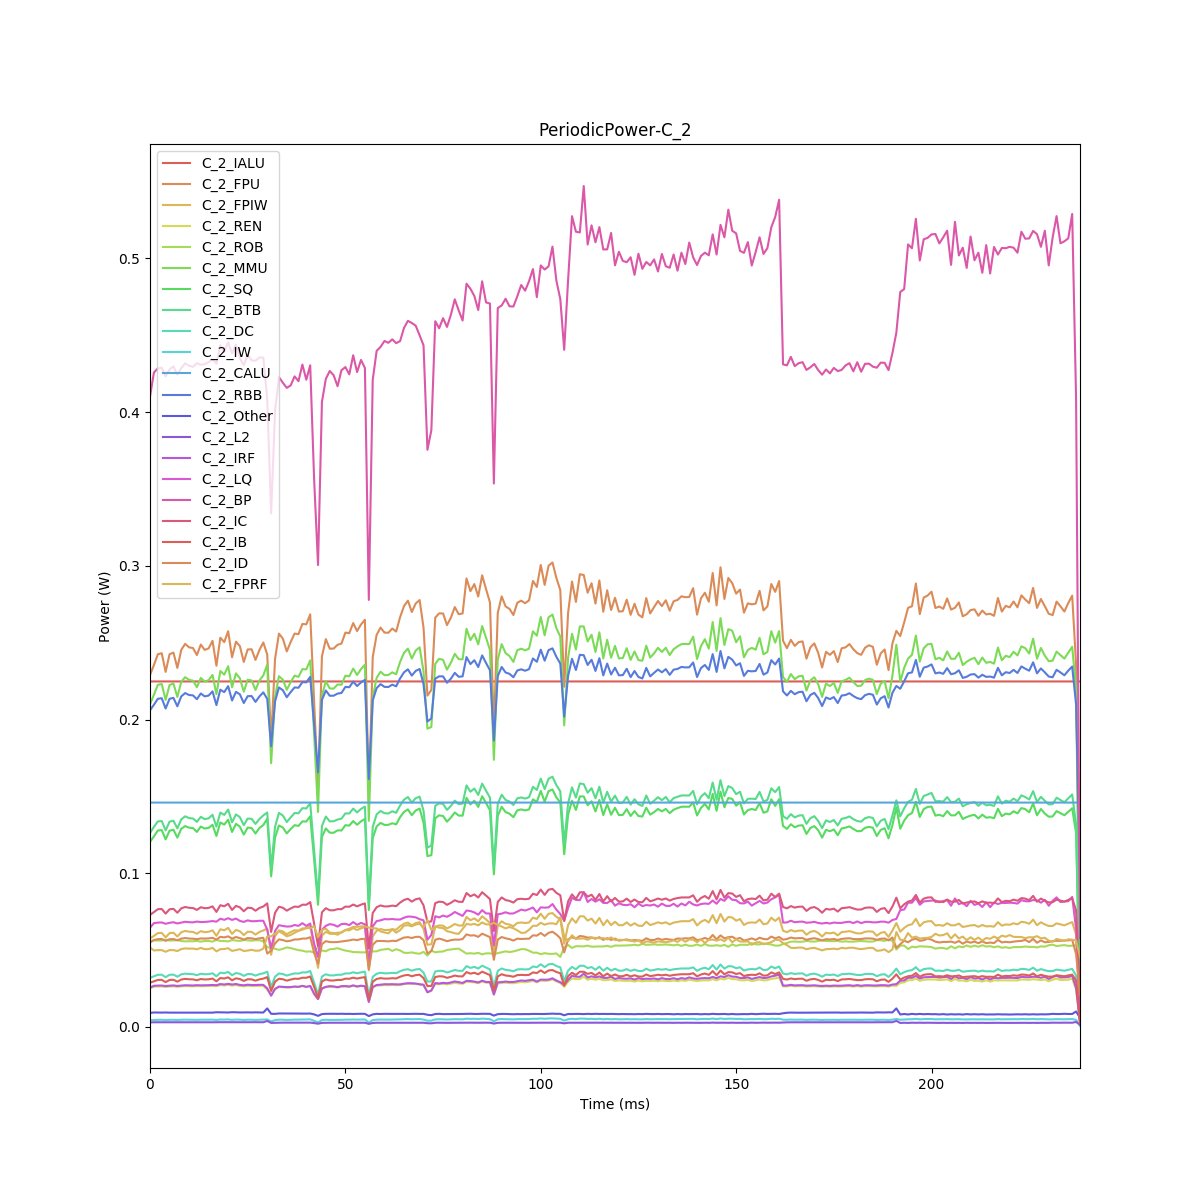 PeriodicPower-C_2
C_2_IALU
C_2_FPU
C_2_FPIW
C_2_REN
C_2_ROB
C_2_MMU
C_2_SQ
C_2_BTB
C_2_DC
C_2_IW
C_2_CALU
C_2_RBB
C_2_Other
C_2_L2
C_2_IRF
C_2_LQ
C_2_BP
C_2_IC
C_2_IB
C_2_ID
C_2_FPRF
Power (W)
0.5
0.4
0.3
0.2
0.1
0.0
0 50 100 150 200
Time (ms)